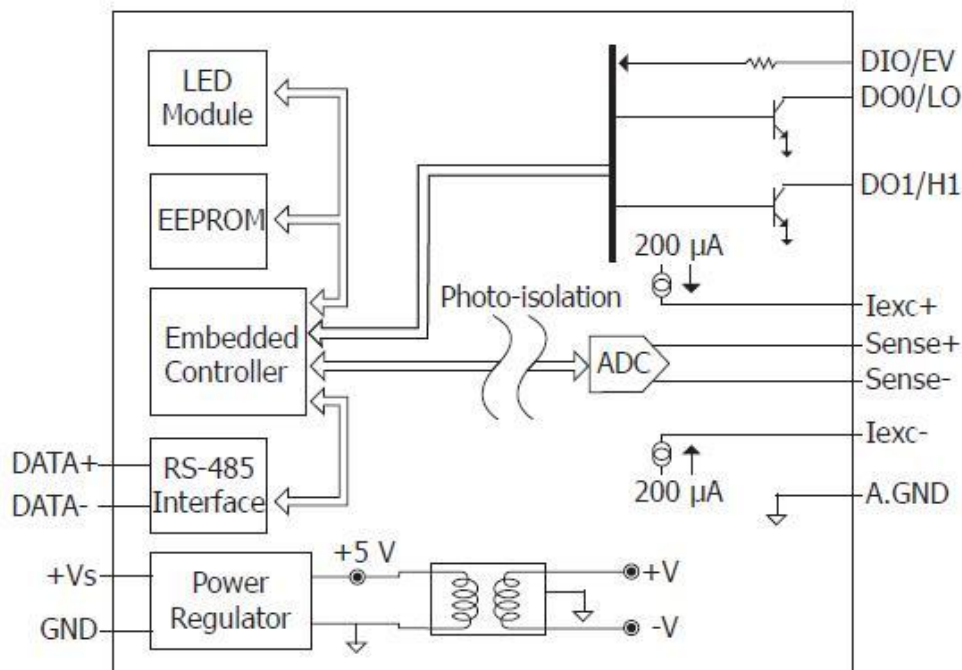 LED
Module
EEPROM
Embedded
Controller
RS-485
Interface
Power
Regulator
DATA+
DATA-
+Vs
GND
+5 V
Photo-isolation
ADC
200 µA
200 µA
+V
-V
DIO/EV
DO0/LO
DO1/H1
Iexc+
Sense+
Sense-
Iexc-
A.GND